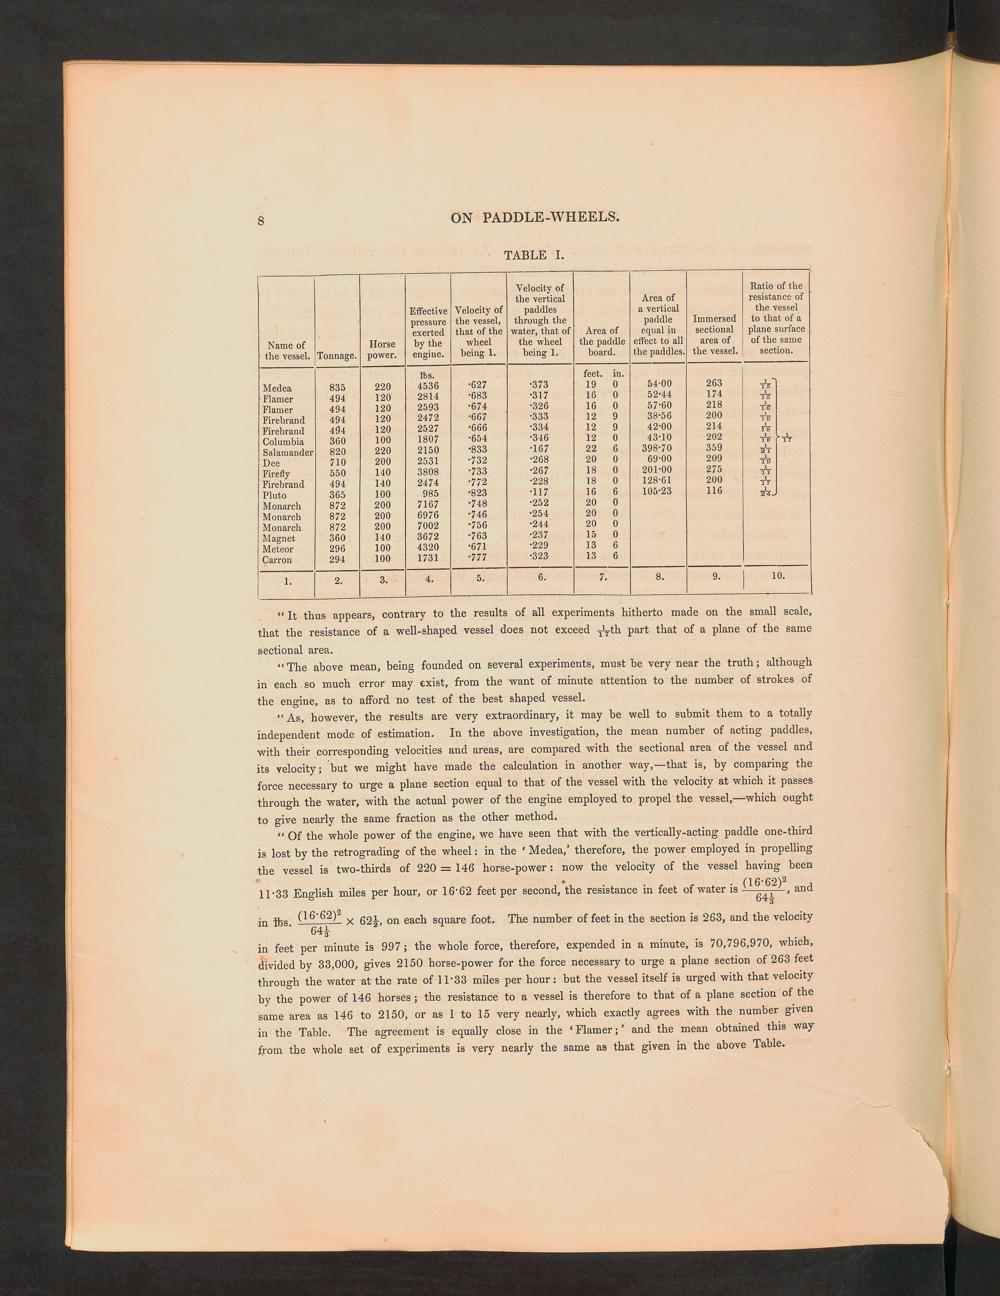 8
ON PADDLE-WHEELS.
TABLE I.
Name of the vessel. Tonnage. Horse power. Effective pressure exerted by the engine. Velocity of the vessel, that of the wheel being 1. Velocity of the vertical paddles through the water, that of the wheel being 1. Area of the paddle board. Area of a vertical paddle equal in effect to all the paddles. Immersed sectional area of the vessel. Ratio of the resistance of the vessel to that of a plane surface of the same section.
lbs. feet. in.
Medea 835 220 4536 ·627 ·373 19 0 54·00 263 1/15
Flamer 494 120 2814 ·683 ·317 16 0 52·44 174 1/15
Flamer 494 120 2593 ·674 ·326 16 0 57·60 218
Firebrand 494 120 2472 ·667 ·333 12 9 38·56 200
Firebrand 494 120 2527 ·666 ·334 12 9 42·00 214
Columbia 360 100 1807 ·654 ·346 12 0 43·10 202 1/17
Salamander 820 220 2150 ·833 ·167 22 6 398·70 359
Dee 710 200 2531 ·732 ·268 20 0 69·00 209
Firefly 550 140 3808 ·733 ·267 18 0 201·00 275 1/11
Firebrand 494 140 2474 ·772 ·228 18 0 128·61 200 1/17
Pluto 365 100 985 ·823 ·117 16 6 105·23 116 1/24
Monarch 872 200 7167 ·748 ·252 20 0
Monarch 872 200 6976 ·746 ·254 20 0
Monarch 872 200 7002 ·756 ·244 20 0
Magnet 360 140 3672 ·763 ·237 15 0
Meteor 296 100 4320 ·671 ·229 13 6
Carron 294 100 1731 ·777 ·323 13 6
1. 2. 3. 4. 5. 6. 7. 8. 9. 10.
"It thus appears, contrary to the results of all experiments hitherto made on the small scale,
that the resistance of a well-shaped vessel does not exceed 1/17th part that of a plane of the same
sectional area.
"The above mean, being founded on several experiments, must be very near the truth; although
in each so much error may exist, from the want of minute attention to the number of strokes of
the engine, as to afford no test of the best shaped vessel.
"As, however, the results are very extraordinary, it may be well to submit them to a totally
independent mode of estimation. In the above investigation, the mean number of acting paddles,
with their corresponding velocities and areas, are compared with the sectional area of the vessel and
its velocity; but we might have made the calculation in another way,—that is, by comparing the
force necessary to urge a plane section equal to that of the vessel with the velocity at which it passes
through the water, with the actual power of the engine employed to propel the vessel,—which ought
to give nearly the same fraction as the other method.
"Of the whole power of the engine, we have seen that with the vertically-acting paddle one-third
is lost by the retrograding of the wheel: in the 'Medea,' therefore, the power employed in propelling
the vessel is two-thirds of 220 = 146 horse-power: now the velocity of the vessel having been
11·33 English miles per hour, or 16·62 feet per second, the resistance in feet of water is (16·62)²/64⅓, and
in lbs. (16·62)²/64⅓ × 62½, on each square foot. The number of feet in the section is 263, and the velocity
in feet per minute is 997; the whole force, therefore, expended in a minute, is 70,796,970, which,
divided by 33,000, gives 2150 horse-power for the force necessary to urge a plane section of 263 feet
through the water at the rate of 11·33 miles per hour: but the vessel itself is urged with that velocity
by the power of 146 horses; the resistance to a vessel is therefore to that of a plane section of the
same area as 146 to 2150, or as 1 to 15 very nearly, which exactly agrees with the number given
in the Table. The agreement is equally close in the 'Flamer;' and the mean obtained this way
from the whole set of experiments is very nearly the same as that given in the above Table.